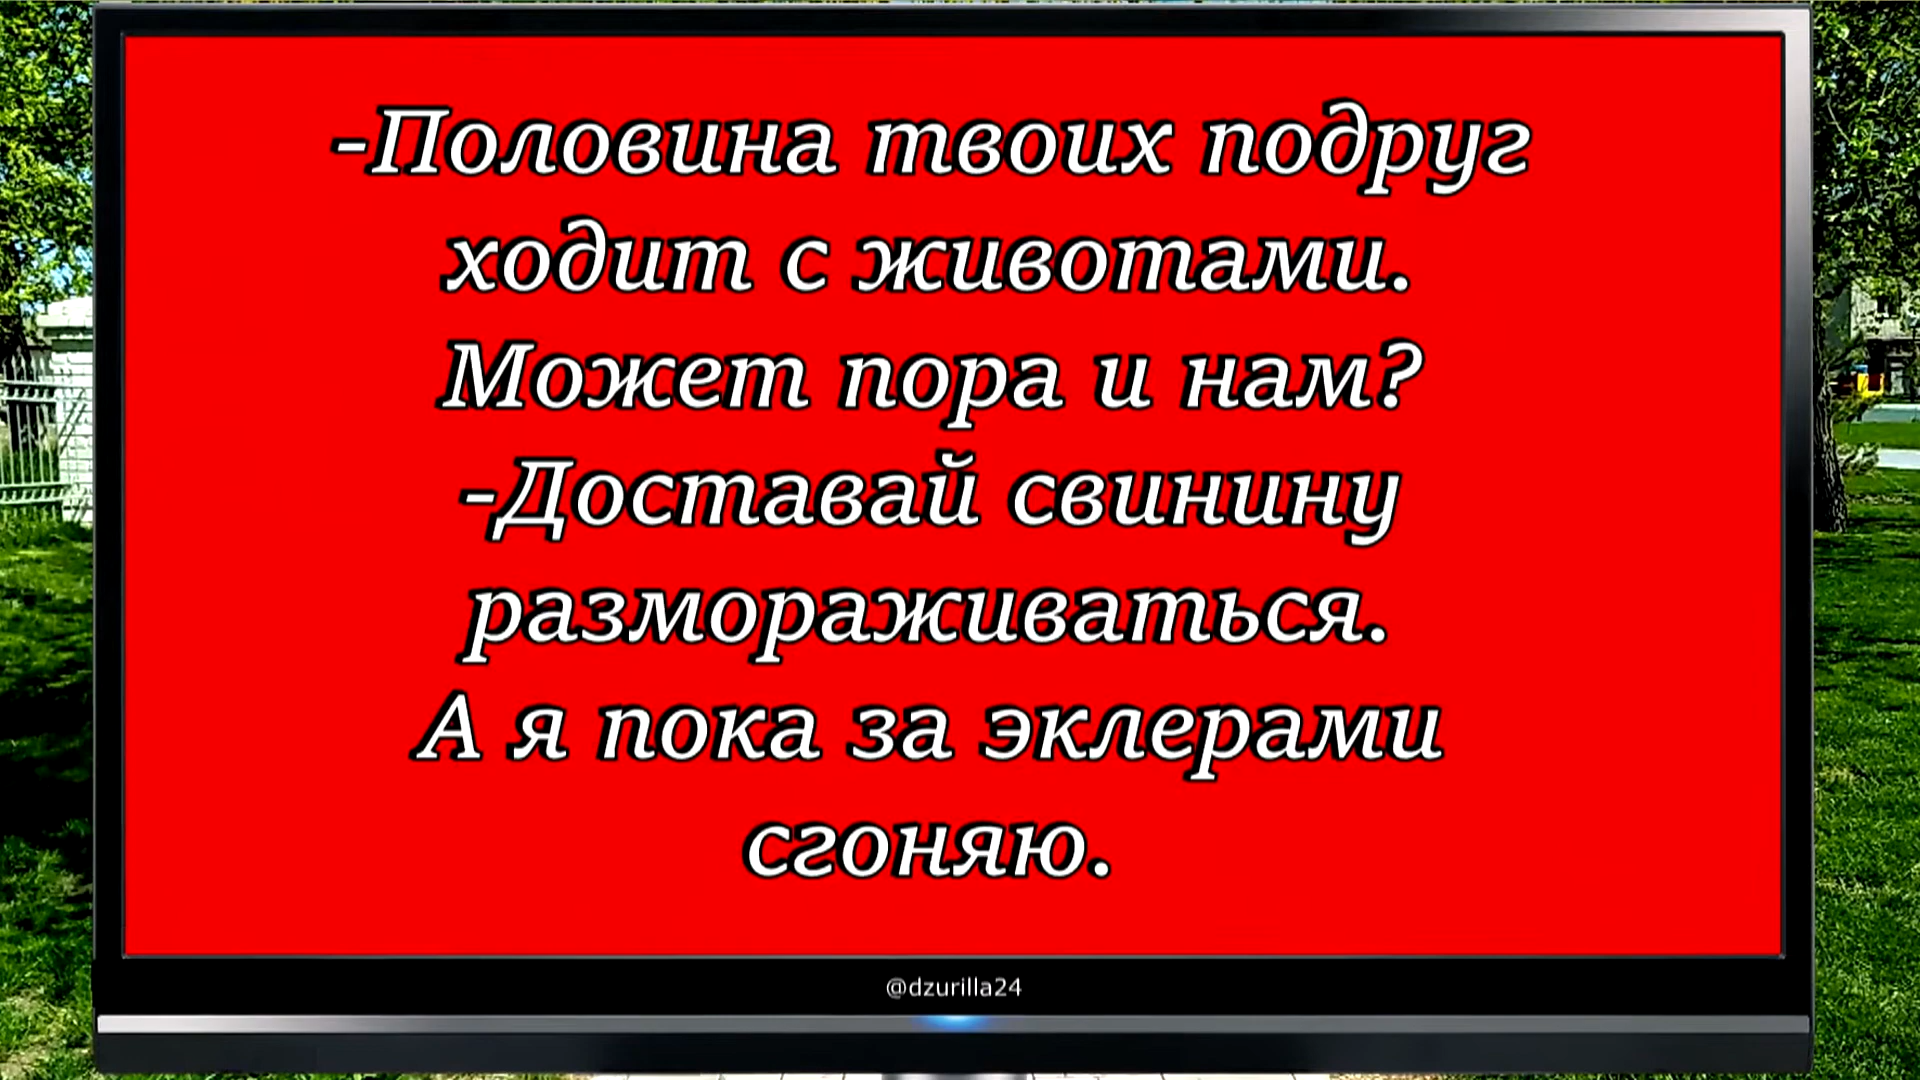 -Половина твоих подруг
ходит с животами.
Может пора и нам?
-Доставай свинину
размораживаться.
А я пока за эклерами
сгоняю.
@dzurilla24